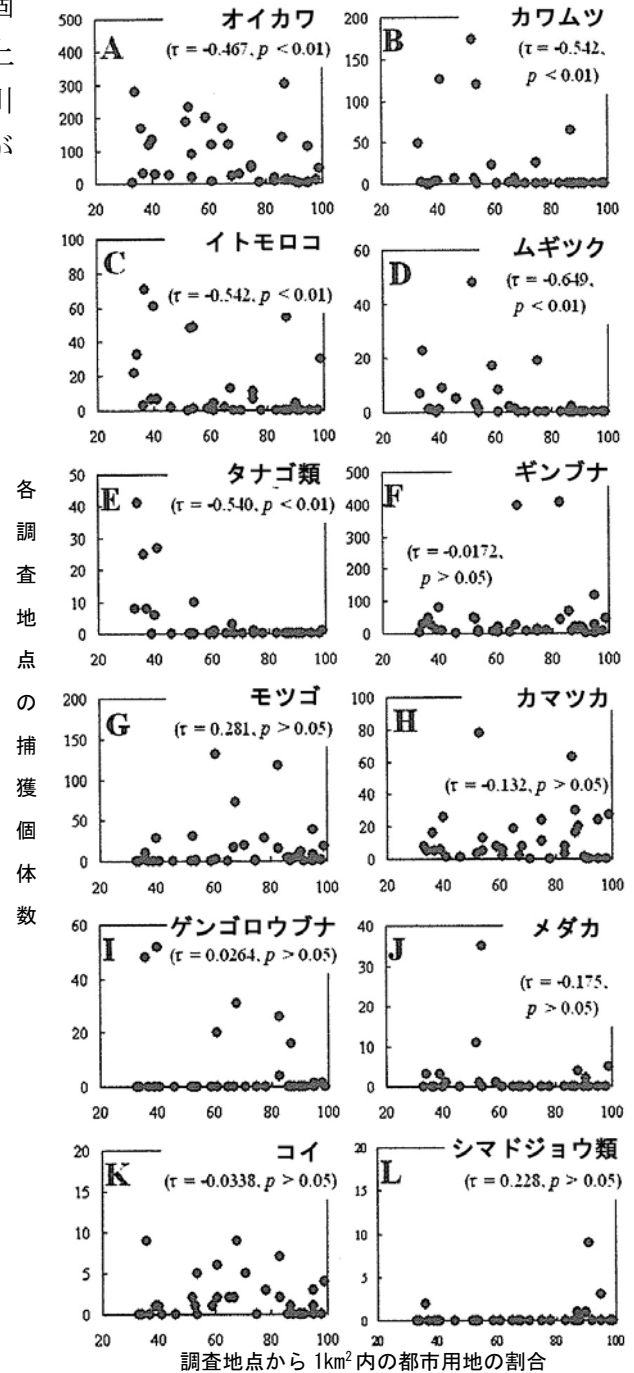 個
上
川
が
オイカワ
A
(τ = -0.467, p < 0.01)
500
400
300
200
100
0
20 40 60 80 100
カワムツ
B
(τ = -0.542,
p < 0.01)
200
150
100
50
0
20 40 60 80 100
イトモロコ
C
(τ = -0.542, p < 0.01)
100
80
60
40
20
0
20 40 60 80 100
ムギツク
D
(τ = -0.649,
p < 0.01)
60
40
20
0
20 40 60 80 100
タナゴ類
E
(τ = -0.540, p < 0.01)
50
40
30
20
10
0
20 40 60 80 100
ギンブナ
F
(τ = -0.0172,
p > 0.05)
500
400
300
200
100
0
20 40 60 80 100
モツゴ
G
(τ = 0.281, p > 0.05)
200
150
100
50
0
20 40 60 80 100
カマツカ
H
(τ = -0.132, p > 0.05)
100
80
60
40
20
0
20 40 60 80 100
ゲンゴロウブナ
I
(τ = 0.0264, p > 0.05)
60
40
20
0
20 40 60 80 100
メダカ
J
(τ = -0.175,
p > 0.05)
40
30
20
10
0
20 40 60 80 100
コイ
K
(τ = -0.0338, p > 0.05)
20
15
10
5
0
20 40 60 80 100
シマドジョウ類
L
(τ = 0.228, p > 0.05)
20
15
10
5
0
20 40 60 80 100
各調査地点の捕獲個体数
調査地点から 1km²内の都市用地の割合